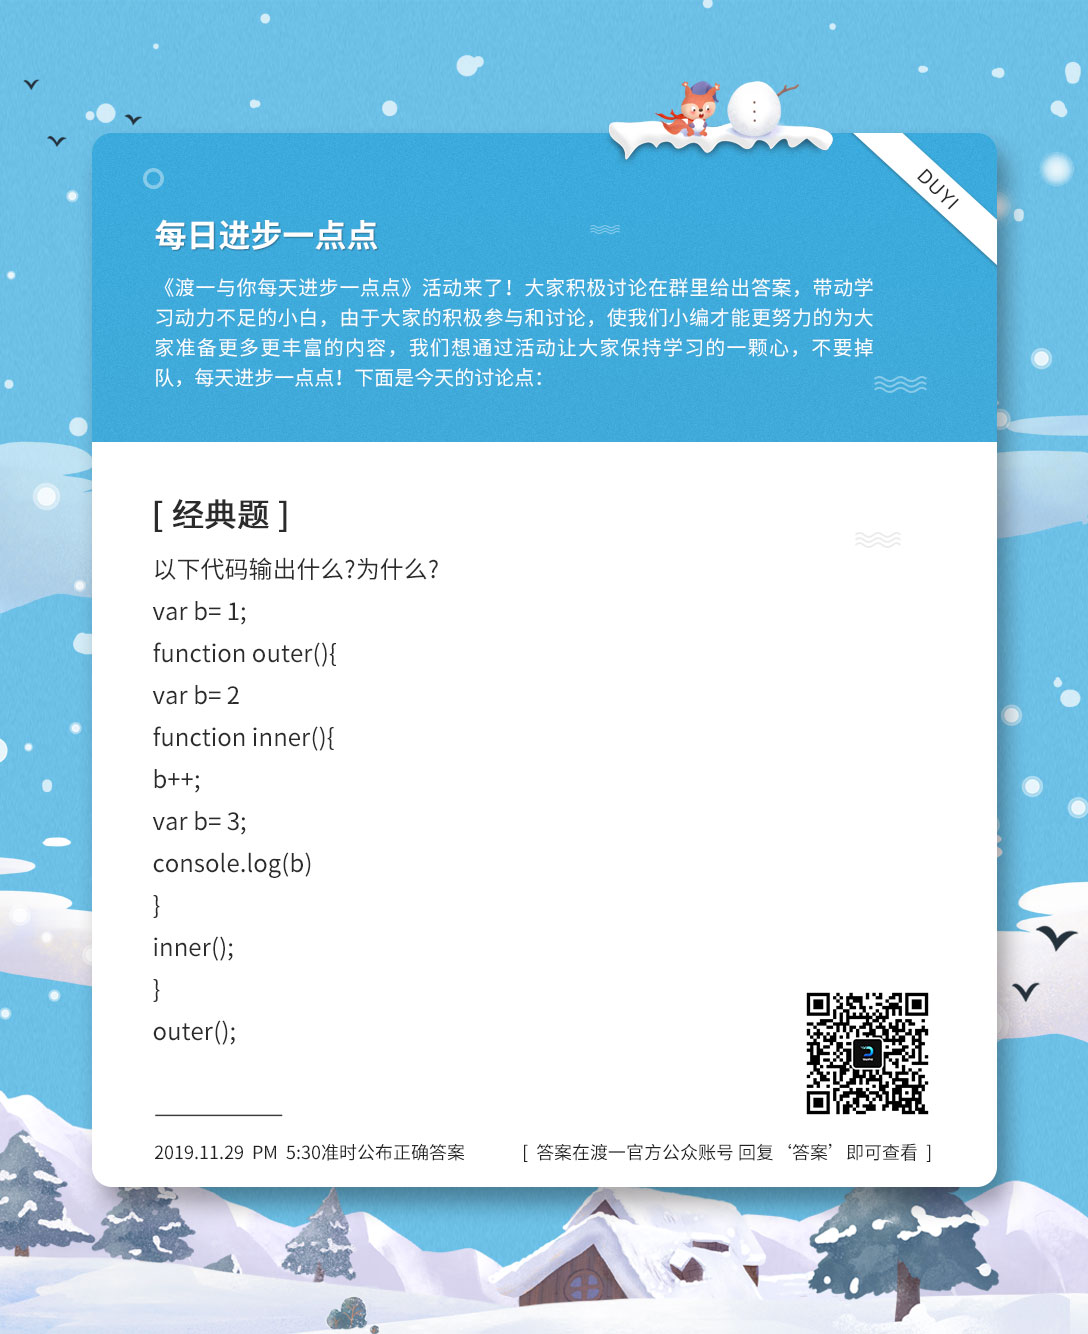 DUYI
每日进步一点点
《渡一与你每天进步一点点》活动来了！大家积极讨论在群里给出答案，带动学
习动力不足的小白，由于大家的积极参与和讨论，使我们小编才能更努力的为大
家准备更多更丰富的内容，我们想通过活动让大家保持学习的一颗心，不要掉
队，每天进步一点点！下面是今天的讨论点：
[ 经典题 ]
以下代码输出什么?为什么?
var b= 1;
function outer(){
var b= 2
function inner(){
b++;
var b= 3;
console.log(b)
}
inner();
}
outer();
2019.11.29 PM 5:30准时公布正确答案
[ 答案在渡一官方公众账号 回复 ‘答案’ 即可查看 ]